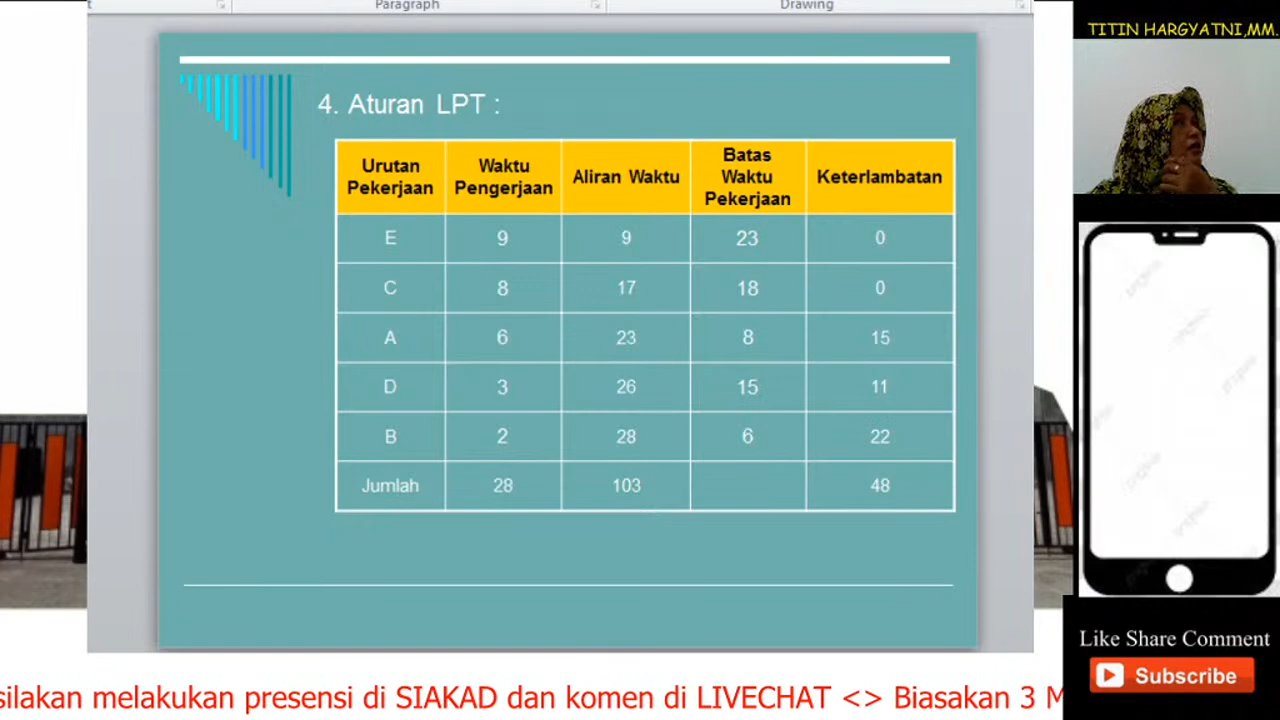 Paragraph
Drawing
TITIN HARGYATNI,MM.
4. Aturan LPT :
Urutan Pekerjaan
Waktu Pengerjaan
Aliran Waktu
Batas Waktu Pekerjaan
Keterlambatan
E 9 9 23 0
C 8 17 18 0
A 6 23 8 15
D 3 26 15 11
B 2 28 6 22
Jumlah 28 103 48
Like Share Comment
Subscribe
silakan melakukan presensi di SIAKAD dan komen di LIVECHAT <> Biasakan 3 M